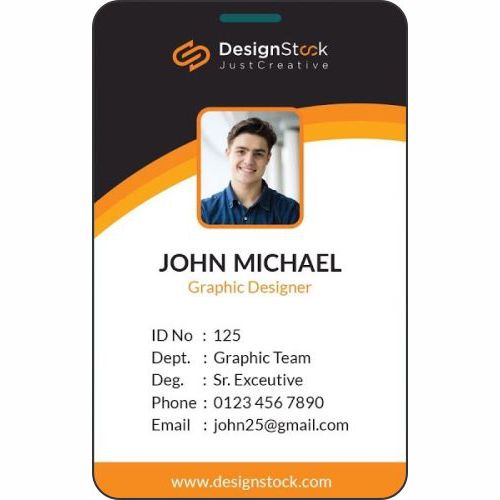 DesignStock
JustCreative
JOHN MICHAEL
Graphic Designer
ID No : 125
Dept. : Graphic Team
Deg. : Sr. Exceutive
Phone : 0123 456 7890
Email : john25@gmail.com
www.designstock.com